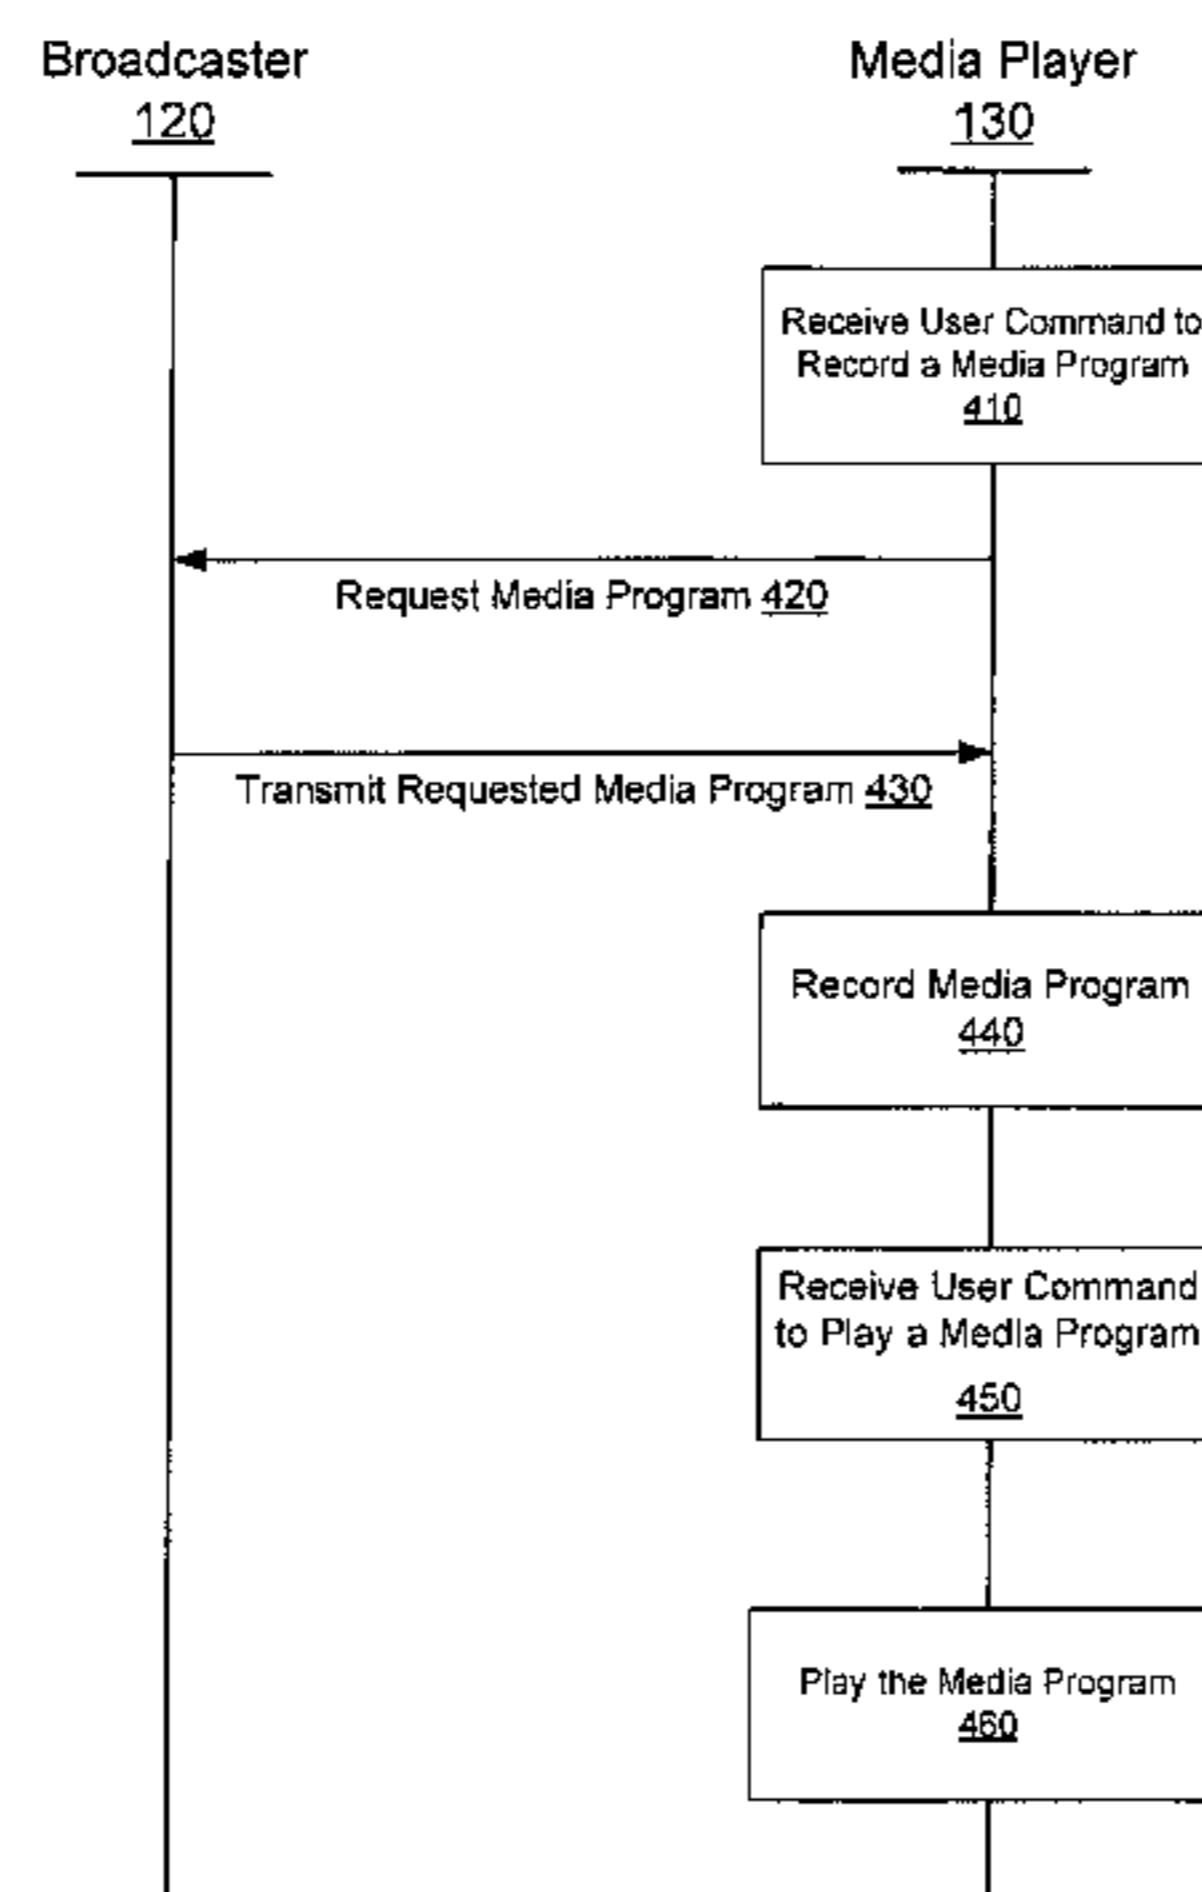 Broadcaster
120
Media Player
130
Receive User Command to
Record a Media Program
410
Request Media Program 420
Transmit Requested Media Program 430
Record Media Program
440
Receive User Command
to Play a Media Program
450
Play the Media Program
460